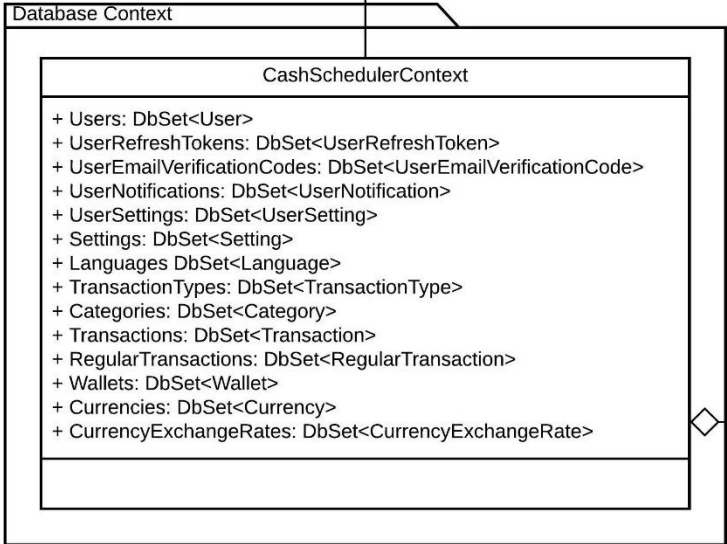 Database Context
CashSchedulerContext
+ Users: DbSet<User>
+ UserRefreshTokens: DbSet<UserRefreshToken>
+ UserEmailVerificationCodes: DbSet<UserEmailVerificationCode>
+ UserNotifications: DbSet<UserNotification>
+ UserSettings: DbSet<UserSetting>
+ Settings: DbSet<Setting>
+ Languages DbSet<Language>
+ TransactionTypes: DbSet<TransactionType>
+ Categories: DbSet<Category>
+ Transactions: DbSet<Transaction>
+ RegularTransactions: DbSet<RegularTransaction>
+ Wallets: DbSet<Wallet>
+ Currencies: DbSet<Currency>
+ CurrencyExchangeRates: DbSet<CurrencyExchangeRate>